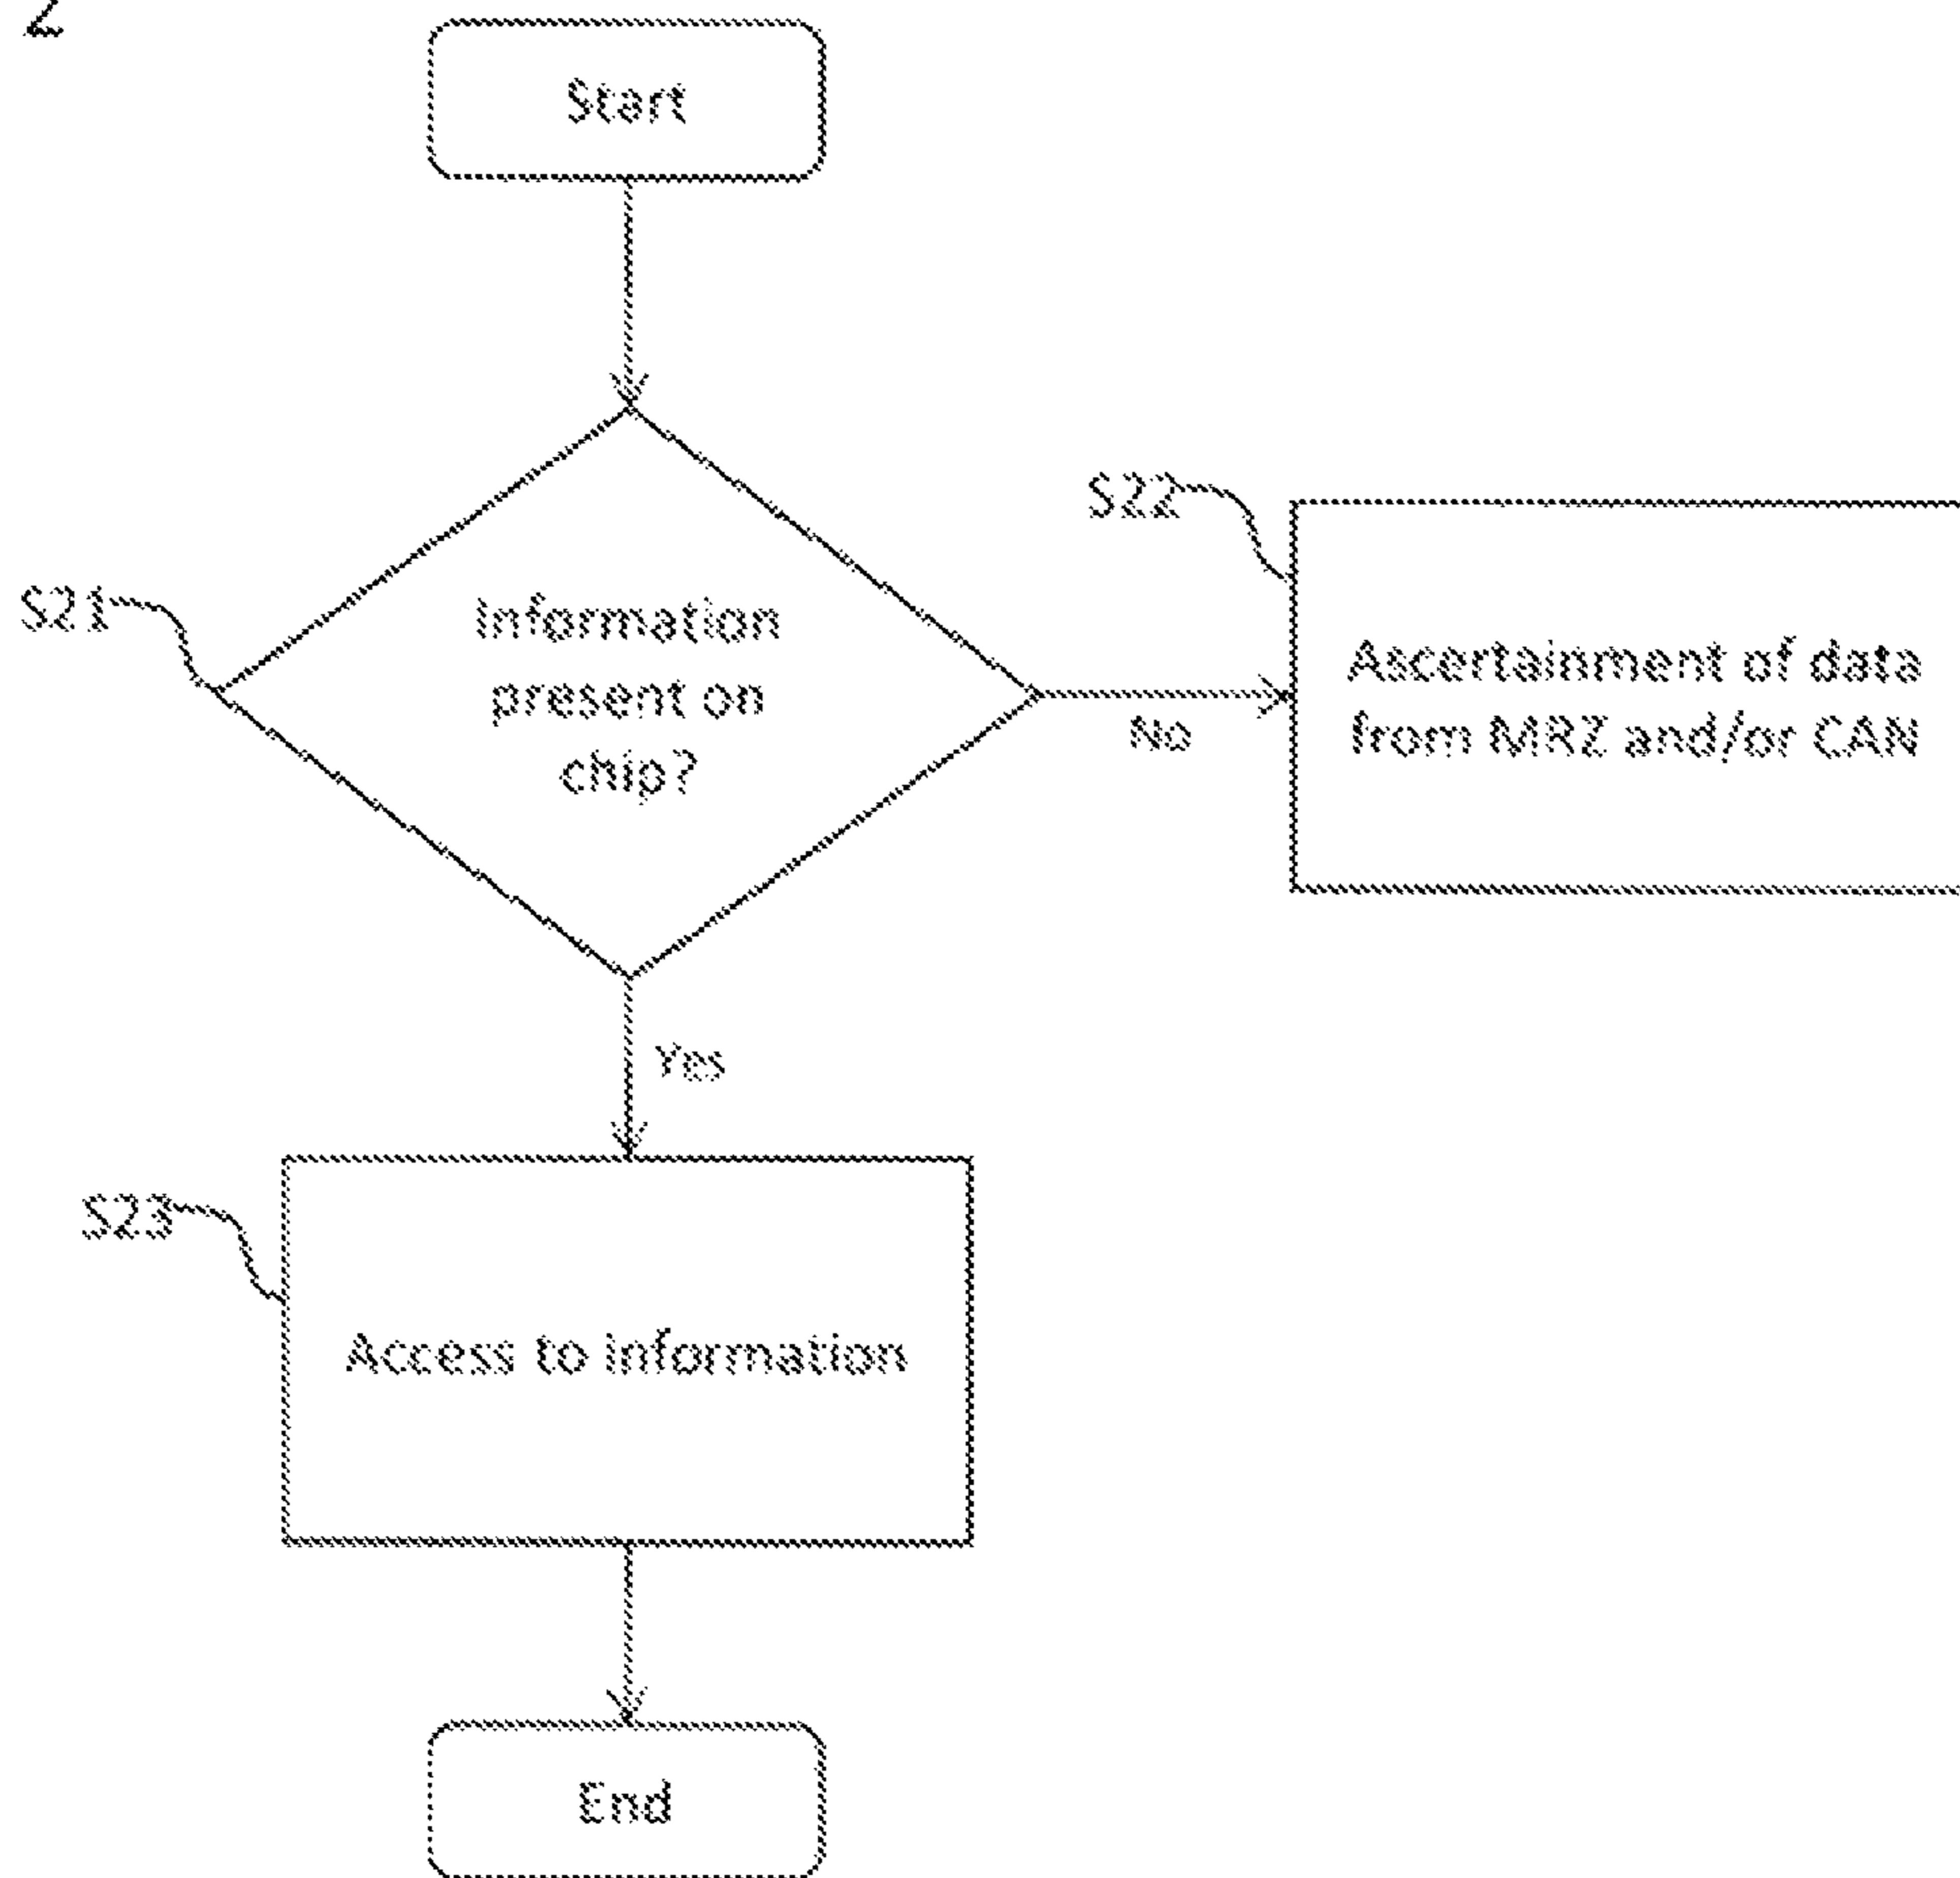 2
Start
S22
S21
Information
present on
chip?
Ascertainment of data
from MRZ and/or CAN
No
Yes
S23
Access to information
End